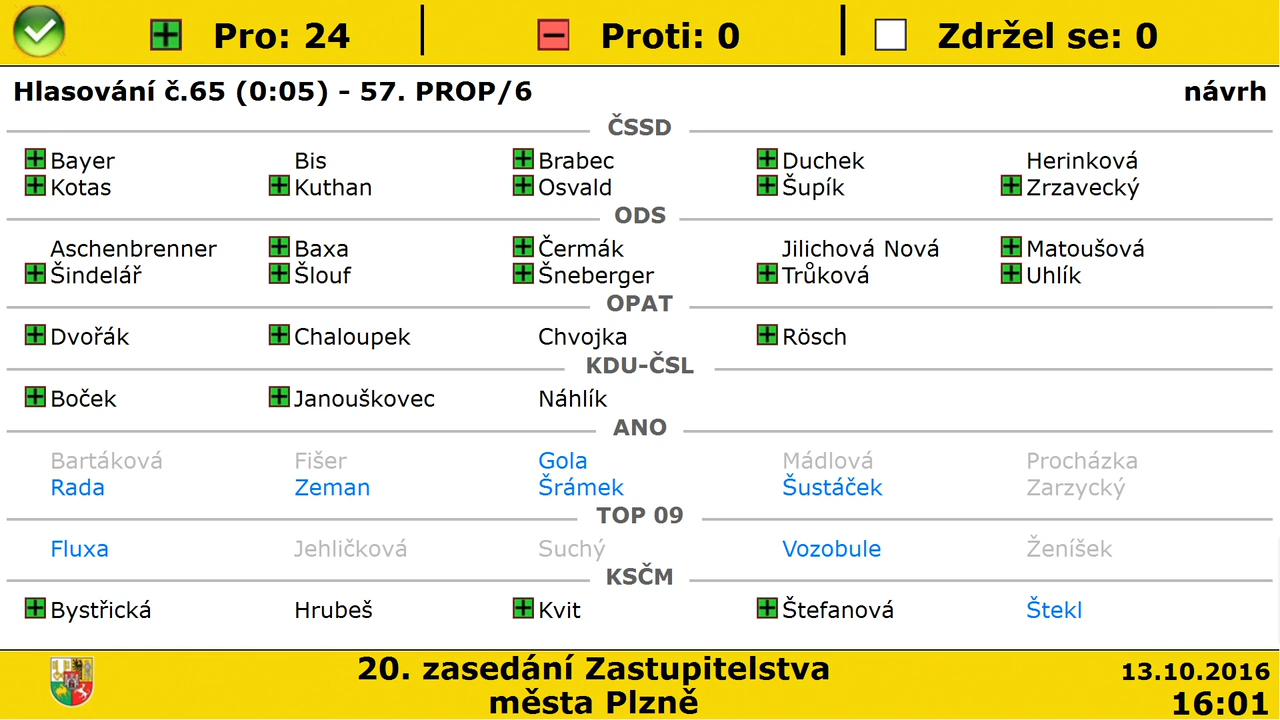 Pro: 24 Proti: 0 Zdržel se: 0
Hlasování č.65 (0:05) - 57. PROP/6 návrh
ČSSD
Bayer Bis Brabec Duchek Herinková
Kotas Kuthan Osvald Šupík Zrzavecký
ODS
Aschenbrenner Baxa Čermák Jilichová Nová Matoušová
Šindelář Šlouf Šneberger Trůková Uhlík
OPAT
Dvořák Chaloupek Chvojka Rösch
KDU-ČSL
Boček Janouškovec Náhlík
ANO
Bartáková Fišer Gola Mádlová Procházka
Rada Zeman Šrámek Šustáček Zarzycký
TOP 09
Fluxa Jehličková Suchý Vozobule Ženíšek
KSČM
Bystřická Hrubeš Kvit Štefanová Štekl
20. zasedání Zastupitelstva
města Plzně
13.10.2016
16:01